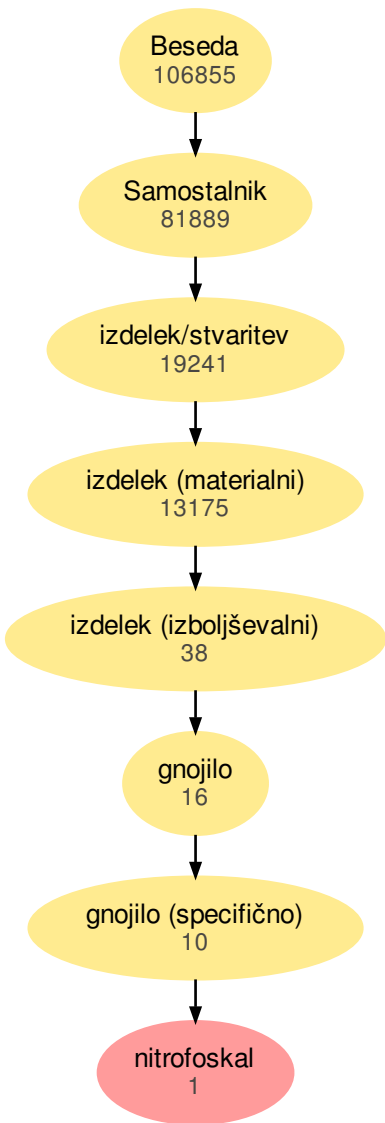 Beseda
106855
Samostalnik
81889
izdelek/stvaritev
19241
izdelek (materialni)
13175
izdelek (izboljševalni)
38
gnojilo
16
gnojilo (specifično)
10
nitrofoskal
1